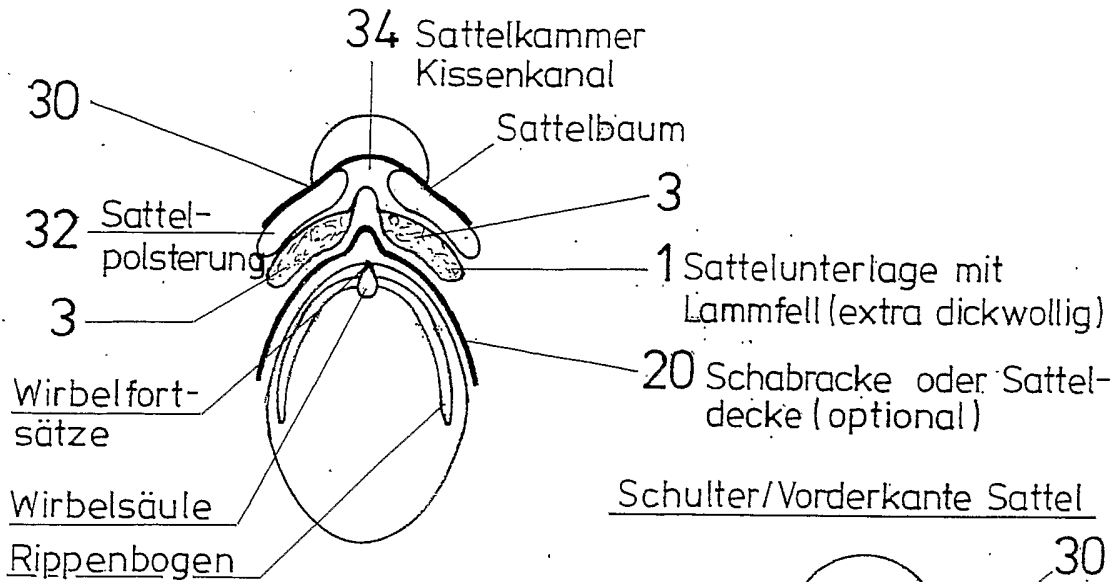 34 Sattelkammer
Kissenkanal
30
Sattelbaum
3
32 Sattel-
polsterung
1 Sattelunterlage mit
Lammfell (extra dickwollig)
3
20 Schabracke oder Sattel-
decke (optional)
Wirbelfort-
sätze
Wirbelsäule
Rippenbogen
Schulter/Vorderkante Sattel
30